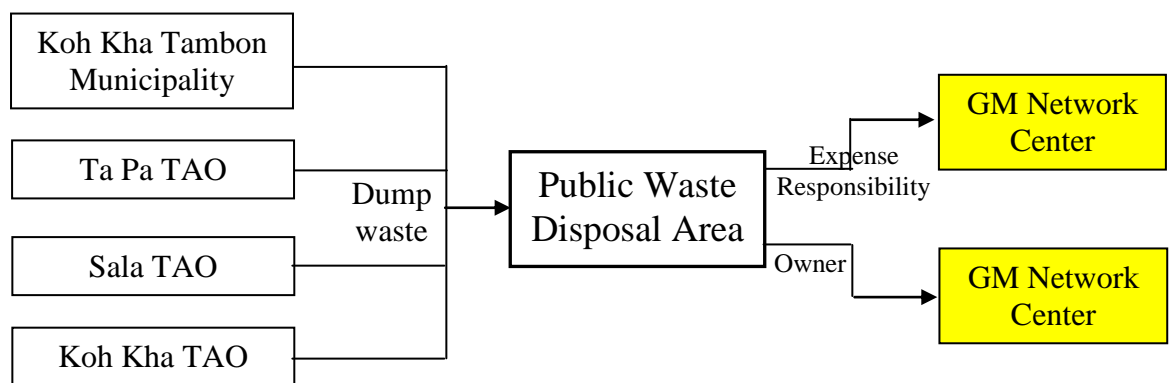 Koh Kha Tambon
Municipality
Ta Pa TAO
Sala TAO
Koh Kha TAO
Dump
waste
Public Waste
Disposal Area
Expense
Responsibility
Owner
GM Network
Center
GM Network
Center